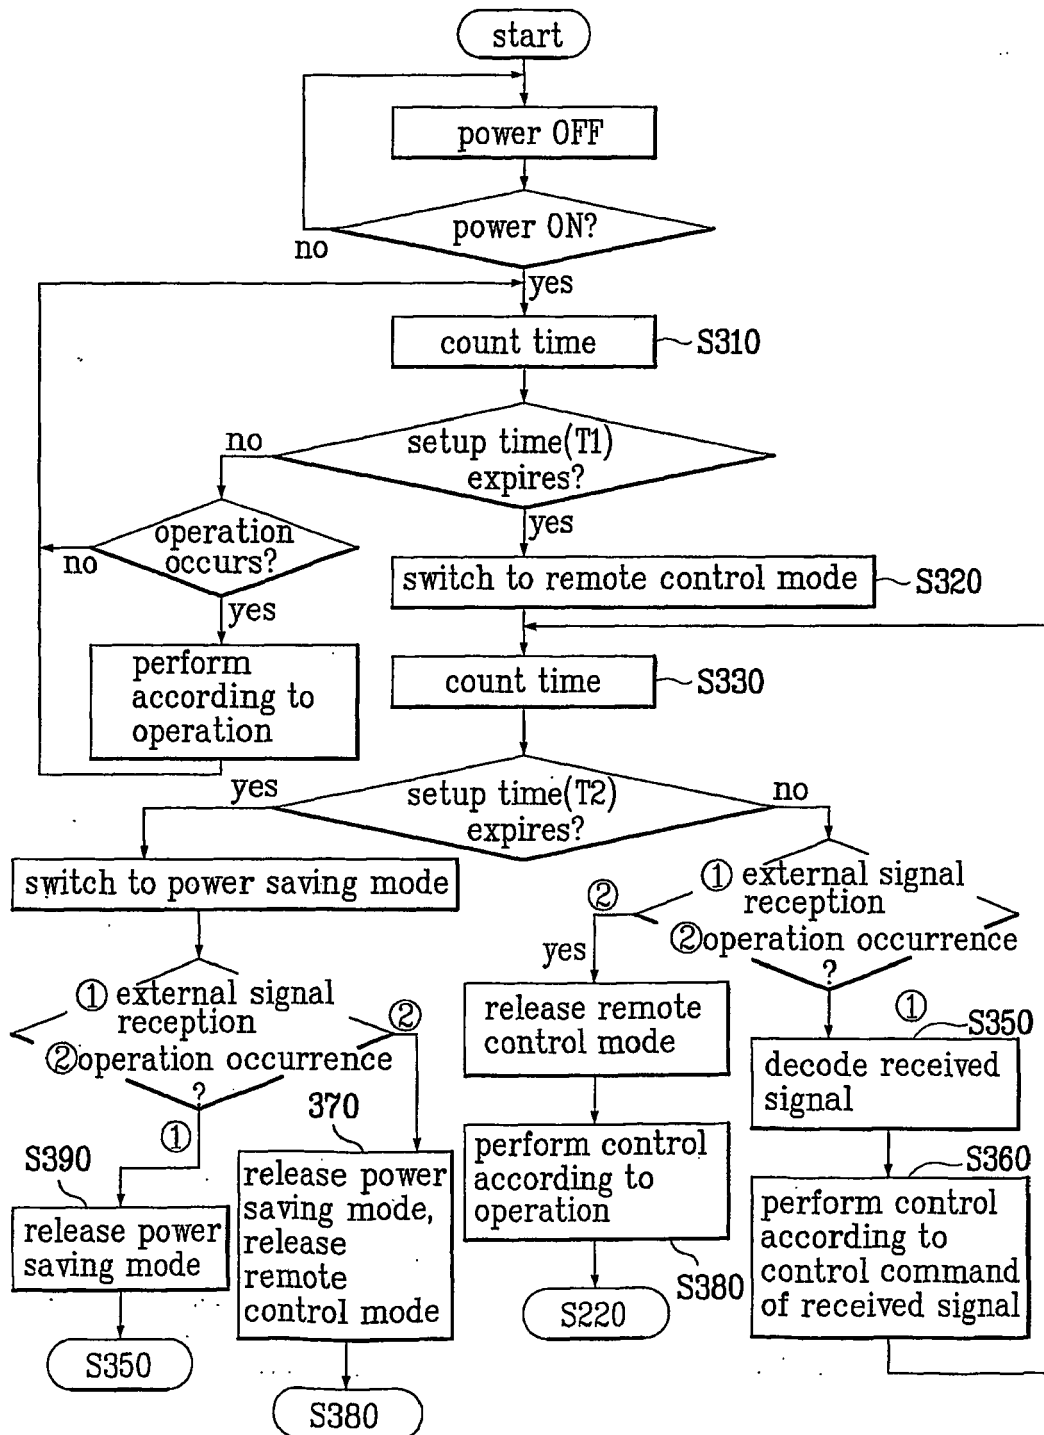 start
power OFF
power ON?
no
yes
count time
S310
no
setup time(T1)
expires?
yes
operation
occurs?
no
yes
switch to remote control mode
S320
perform
according to
operation
count time
S330
yes
setup time(T2)
expires?
no
switch to power saving mode
① external signal
reception
②operation occurrence
?
②
yes
①
① external signal
reception
②operation occurrence
?
②
①
release remote
control mode
S350
decode received
signal
S390
release power
saving mode
370
release power
saving mode,
release
remote
control mode
perform control
according to
operation
S380
S360
perform control
according to
control command
of received signal
S350
S380
S220